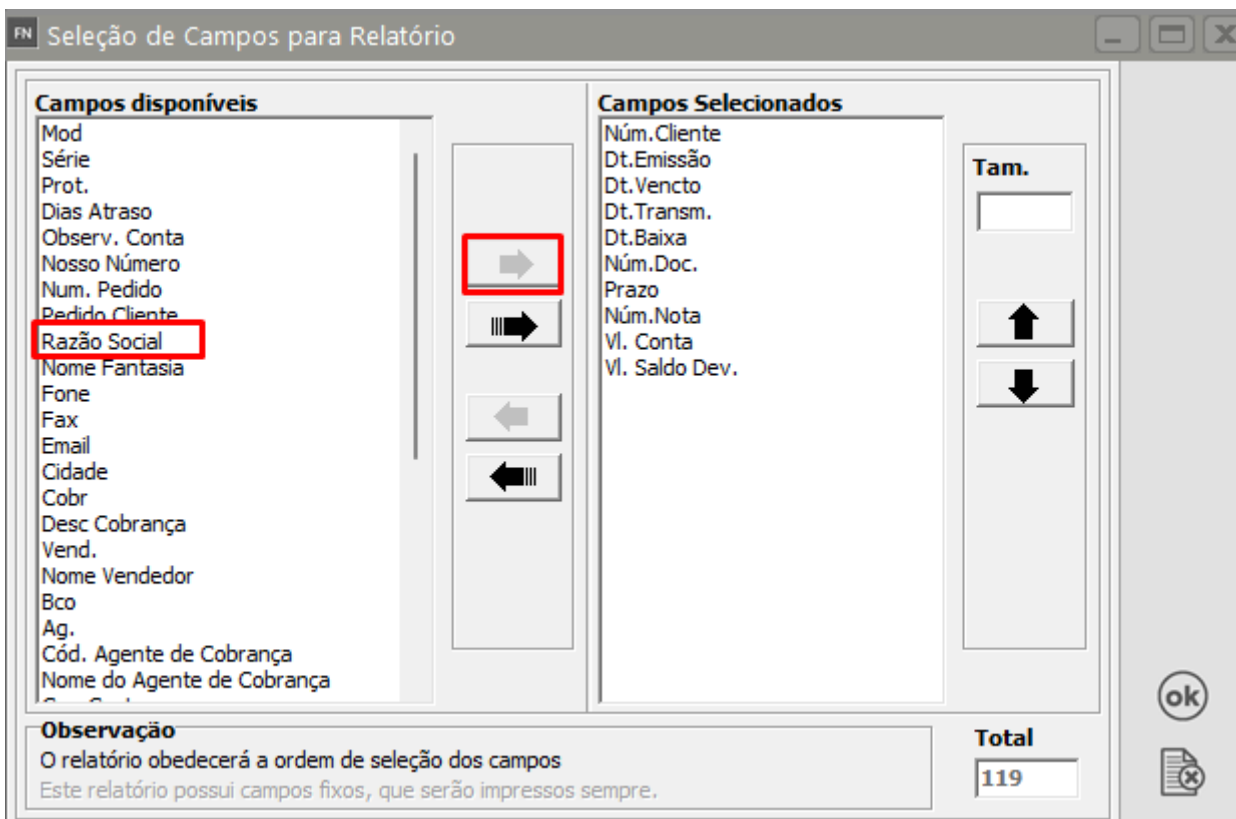 FN Seleção de Campos para Relatório
Campos disponíveis
Mod
Série
Prot.
Dias Atraso
Observ. Conta
Nosso Número
Num. Pedido
Pedido Cliente
Razão Social
Nome Fantasia
Fone
Fax
Email
Cidade
Cobr
Desc Cobrança
Vend.
Nome Vendedor
Bco
Ag.
Cód. Agente de Cobrança
Nome do Agente de Cobrança
Campos Selecionados
Núm.Cliente
Dt.Emissão
Dt.Vencto
Dt.Transm.
Dt.Baixa
Núm.Doc.
Prazo
Núm.Nota
Vl. Conta
Vl. Saldo Dev.
Tam.
ok
Observação
O relatório obedecerá a ordem de seleção dos campos
Este relatório possui campos fixos, que serão impressos sempre.
Total
119